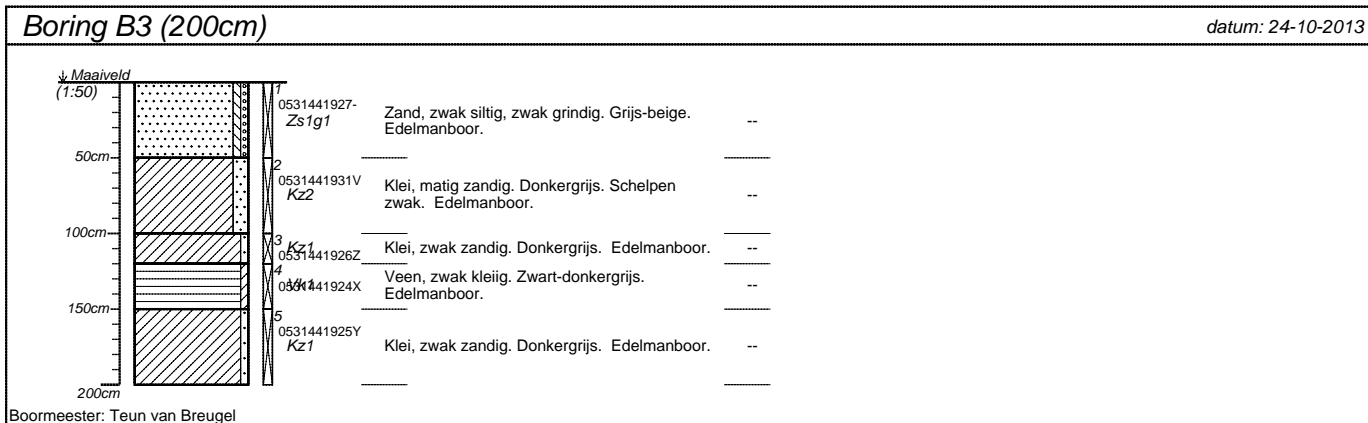 Boring B3 (200cm) datum: 24-10-2013
Maaiveld
(1:50)
1
0531441927-
Zs1g1
Zand, zwak siltig, zwak grindig. Grijs-beige.
Edelmanboor.
--
50cm
2
0531441931V
Kz2
Klei, matig zandig. Donkergrijs. Schelpen
zwak. Edelmanboor.
--
100cm
3
Kz1
0531441926Z
Klei, zwak zandig. Donkergrijs. Edelmanboor.
--
4
Vk1
0531441924X
Veen, zwak kleiig. Zwart-donkergrijs.
Edelmanboor.
--
150cm
5
0531441925Y
Kz1
Klei, zwak zandig. Donkergrijs. Edelmanboor.
--
200cm
Boormeester: Teun van Breugel